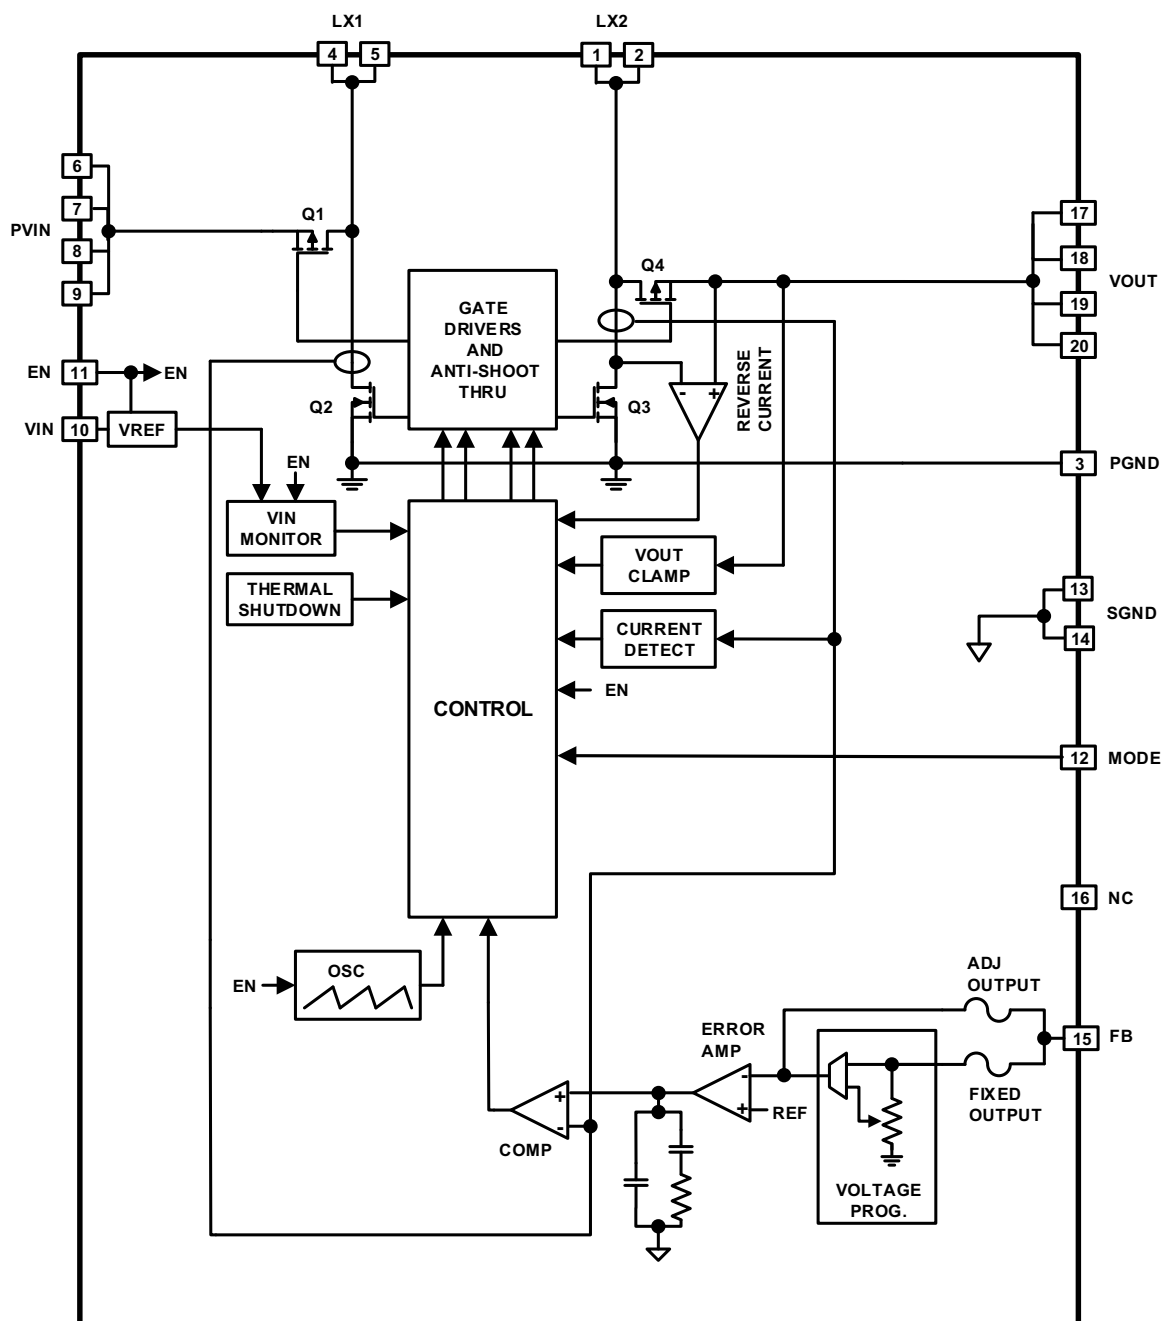 LX1
LX2
4
5
1
2
6
7
PVIN
8
9
Q1
17
18
VOUT
19
20
Q4
GATE
DRIVERS
AND
ANTI-SHOOT
THRU
REVERSE
CURRENT
EN
11
EN
VIN
10
VREF
Q2
Q3
-
+
3
PGND
EN
VIN
MONITOR
THERMAL
SHUTDOWN
VOUT
CLAMP
CURRENT
DETECT
EN
CONTROL
13
SGND
14
12
MODE
16
NC
EN
OSC
ADJ
OUTPUT
ERROR
AMP
15
FB
-
+
REF
FIXED
OUTPUT
+
-
COMP
VOLTAGE
PROG.